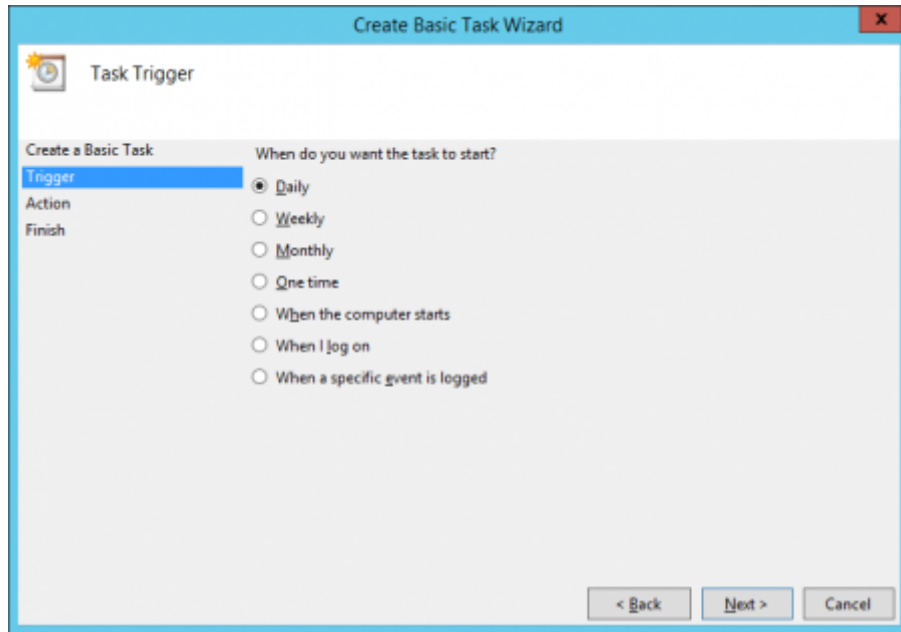 Create Basic Task Wizard
x
Task Trigger
Create a Basic Task
Trigger
Action
Finish
When do you want the task to start?
Daily
Weekly
Monthly
One time
When the computer starts
When I log on
When a specific event is logged
< Back
Next >
Cancel